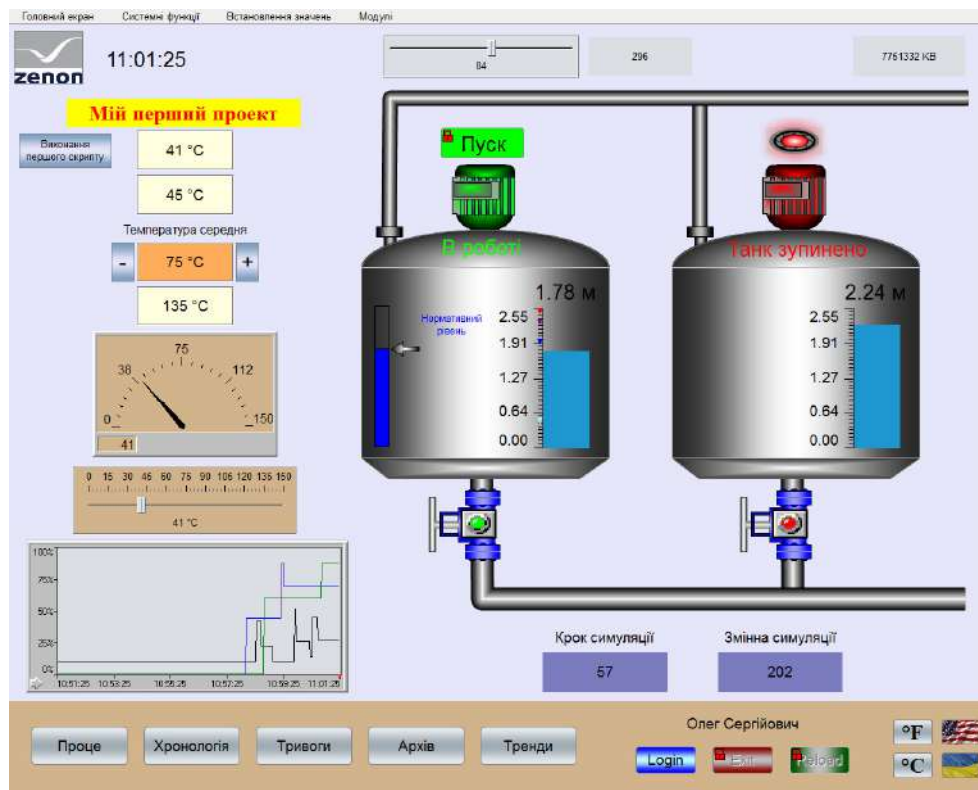 Головний екран Системні функції Встановлення значень Модулі
zenon
11:01:25
84
296
7761332 KB
Мій перший проект
Виконання
першого скрипту
41 °C
45 °C
Температура середня
-
75 °C
+
135 °C
75
38
112
0
150
41
0 15 30 45 60 75 90 105 120 135 150
41 °C
100%
75%
50%
25%
0%
10:51:25 10:53:25 10:55:25 10:57:25 10:59:25 11:01:25
Пуск
В роботі
1.78 м
Нормативний
рівень
2.55
1.91
1.27
0.64
0.00
Танк зупинено
2.24 м
2.55
1.91
1.27
0.64
0.00
Крок симуляції
57
Змінна симуляції
202
Проце
Хронологія
Тривоги
Архів
Тренди
Олег Сергійович
Login
Exit
Reload
°F
°C